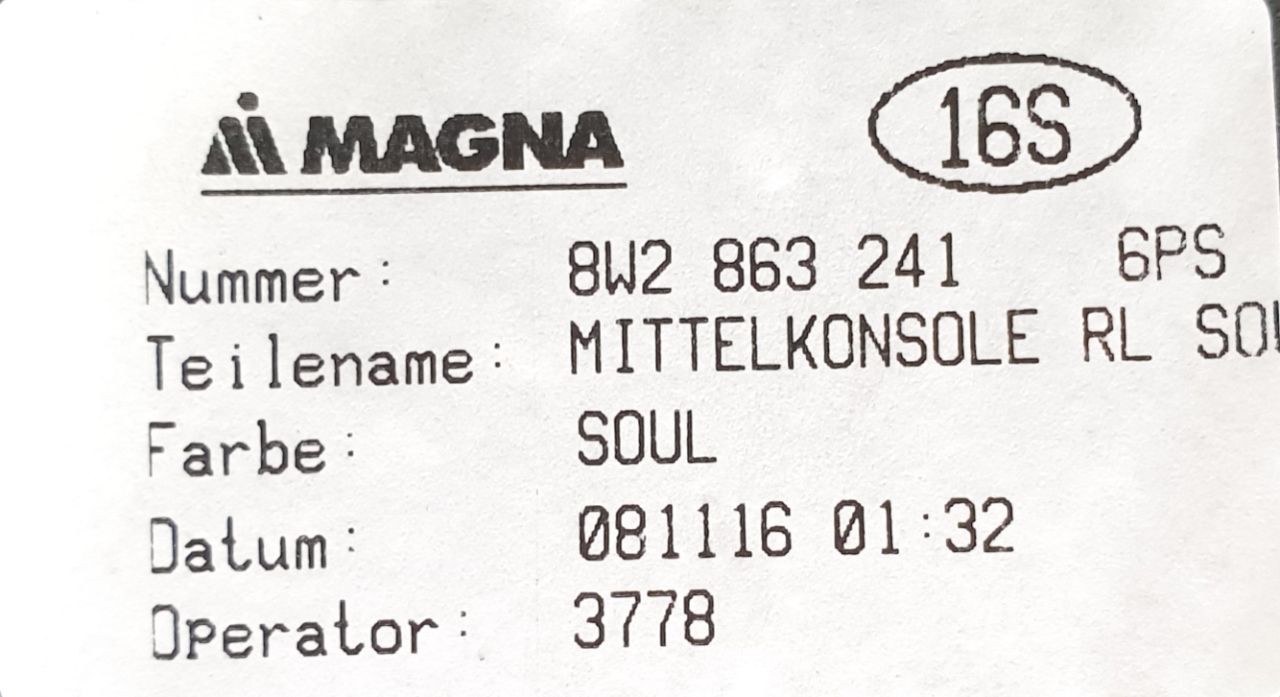 MAGNA
16S
Nummer: 8W2 863 241 6PS
Teilename: MITTELKONSOLE RL
Farbe: SOUL
Datum: 081116 01:32
Operator: 3778